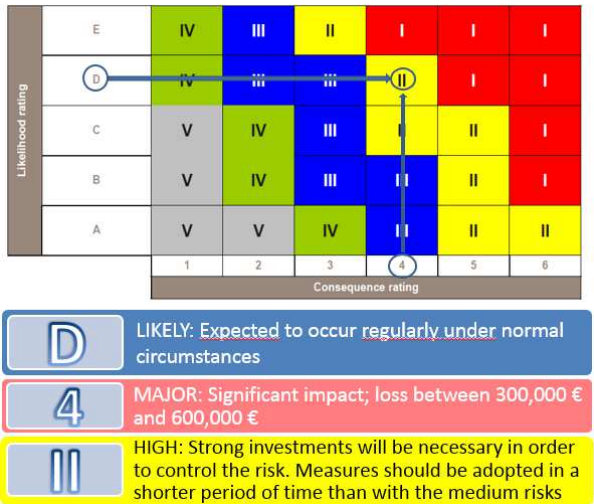 Likelihood rating
E IV III II I I I
D IV III III II I I
C V IV III II II I
B V IV III III II I
A V V IV III II II
1 2 3 4 5 6
Consequence rating
D
LIKELY: Expected to occur regularly under normal
circumstances
4
MAJOR: Significant impact; loss between 300,000 €
and 600,000 €
II
HIGH: Strong investments will be necessary in order
to control the risk. Measures should be adopted in a
shorter period of time than with the medium risks